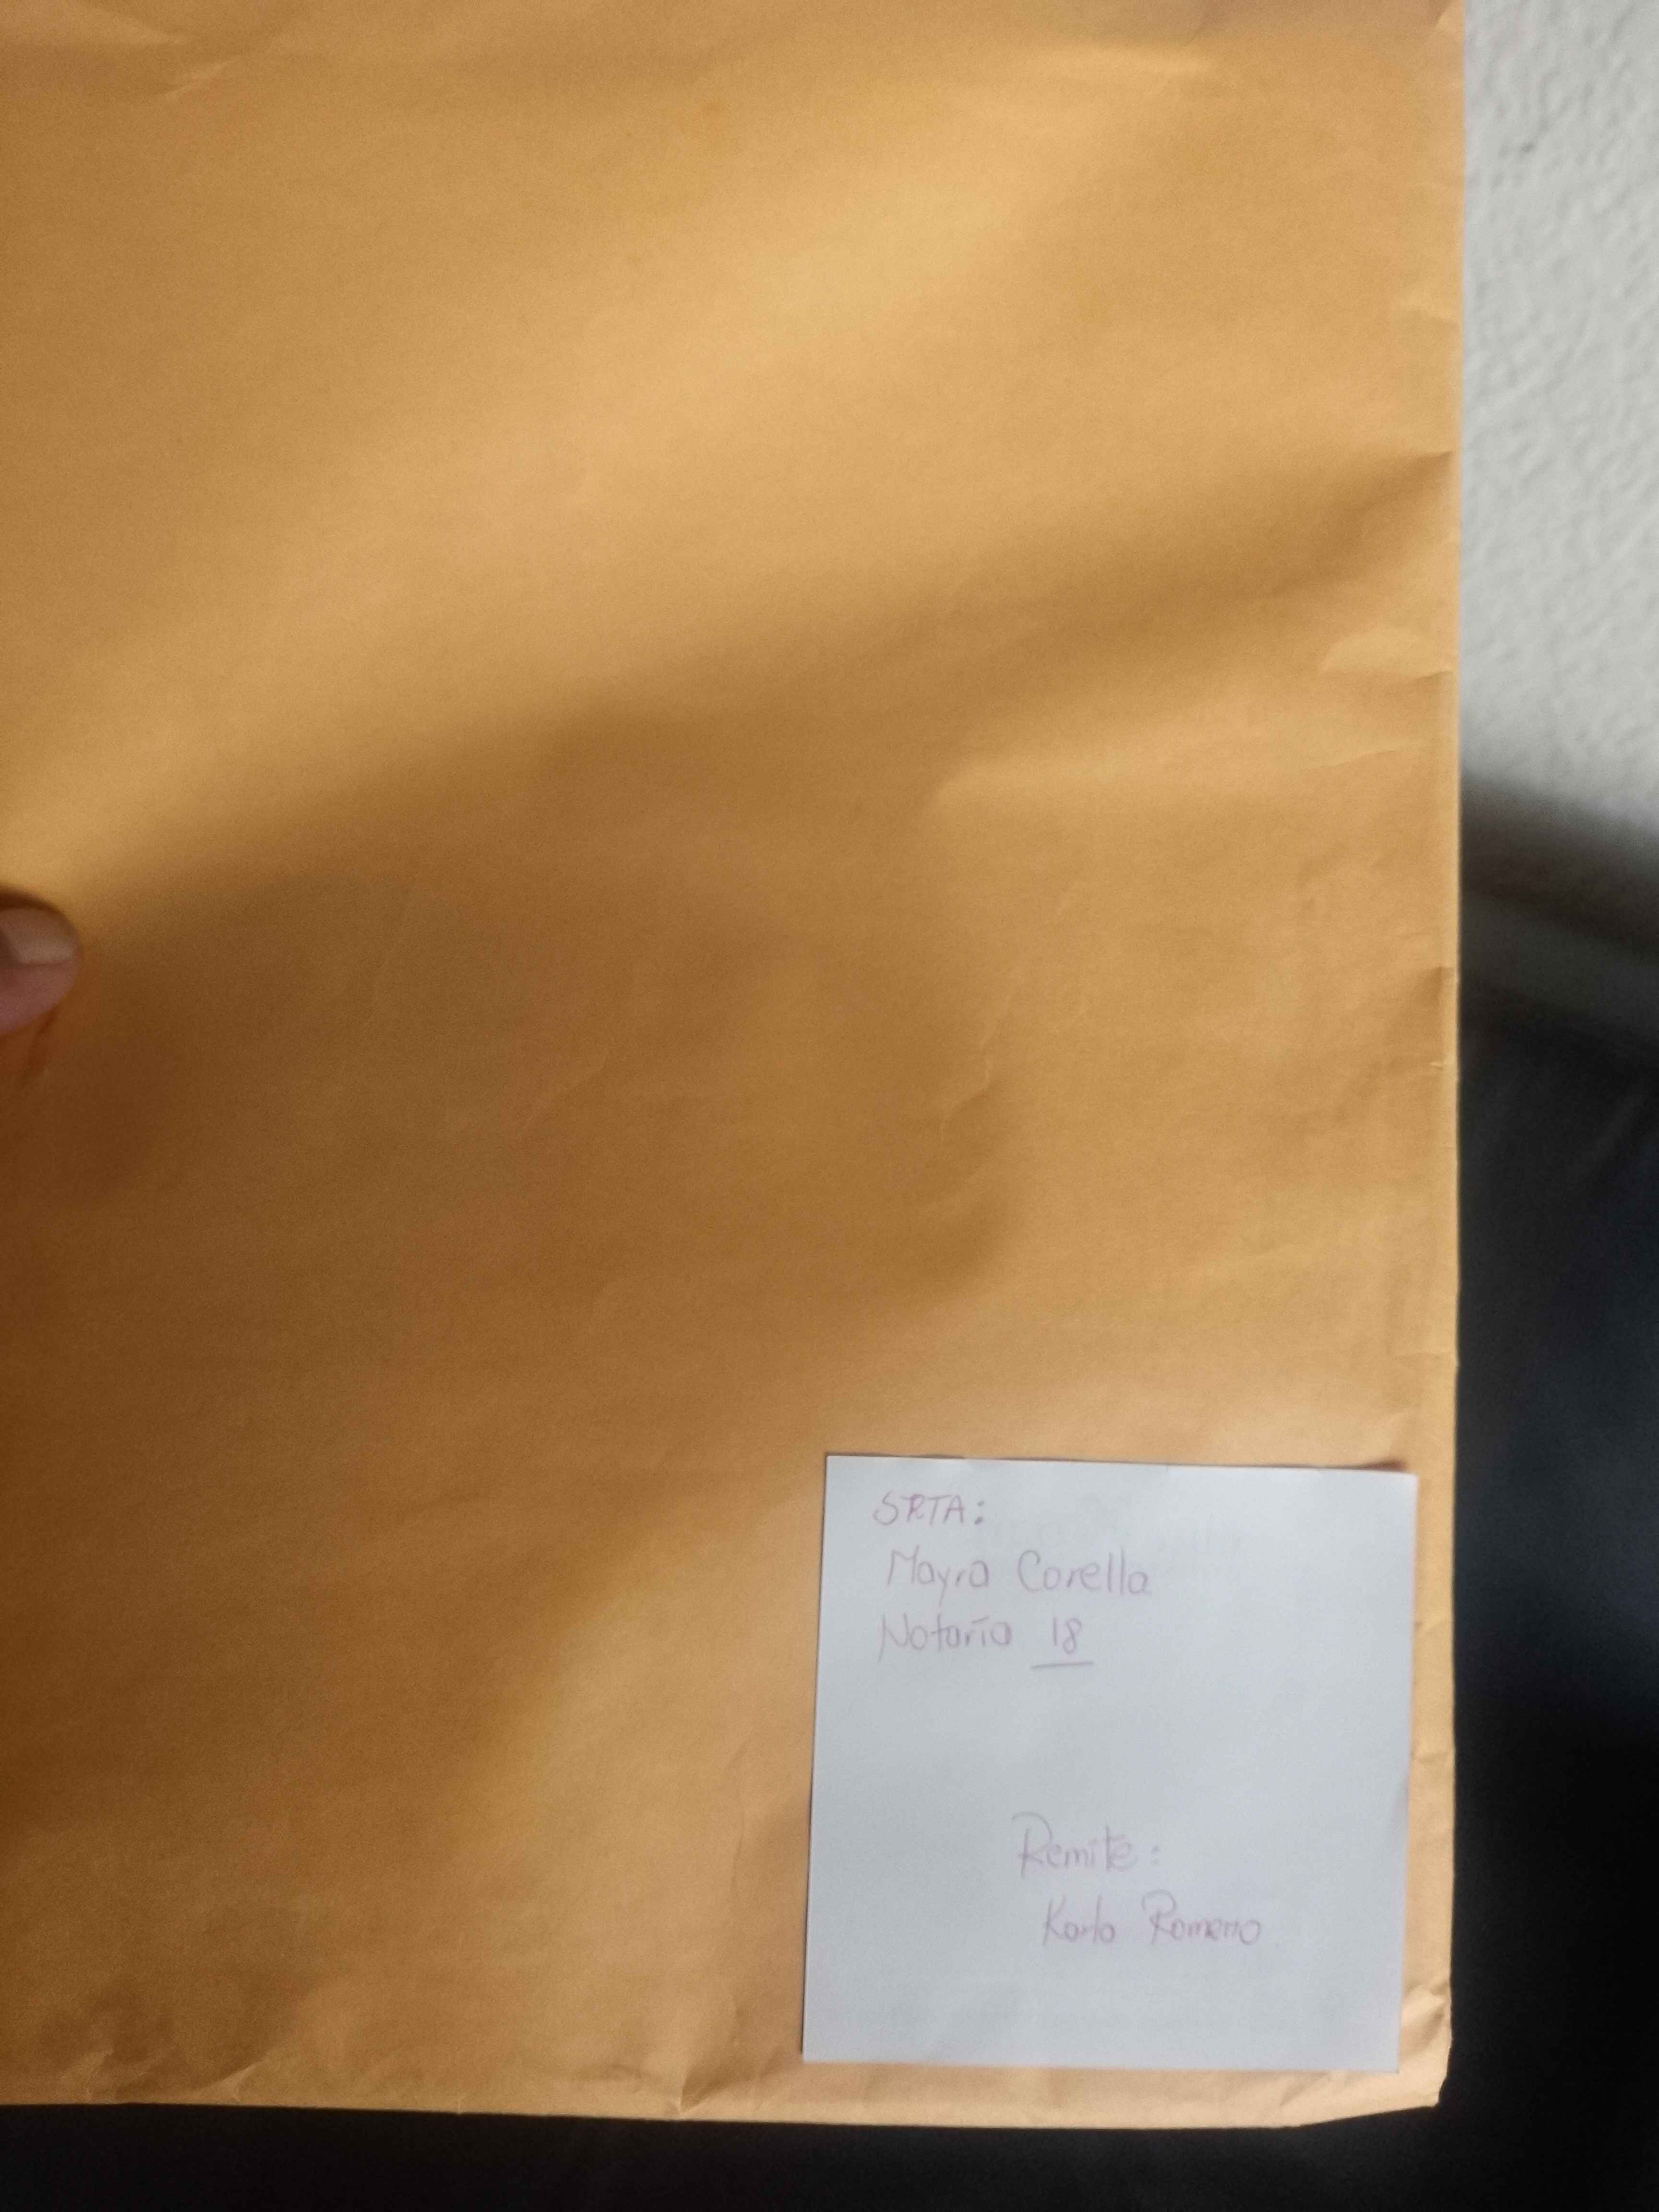 SRTA:
Mayra Corella
Notaría 18
Remite:
Karla Romero